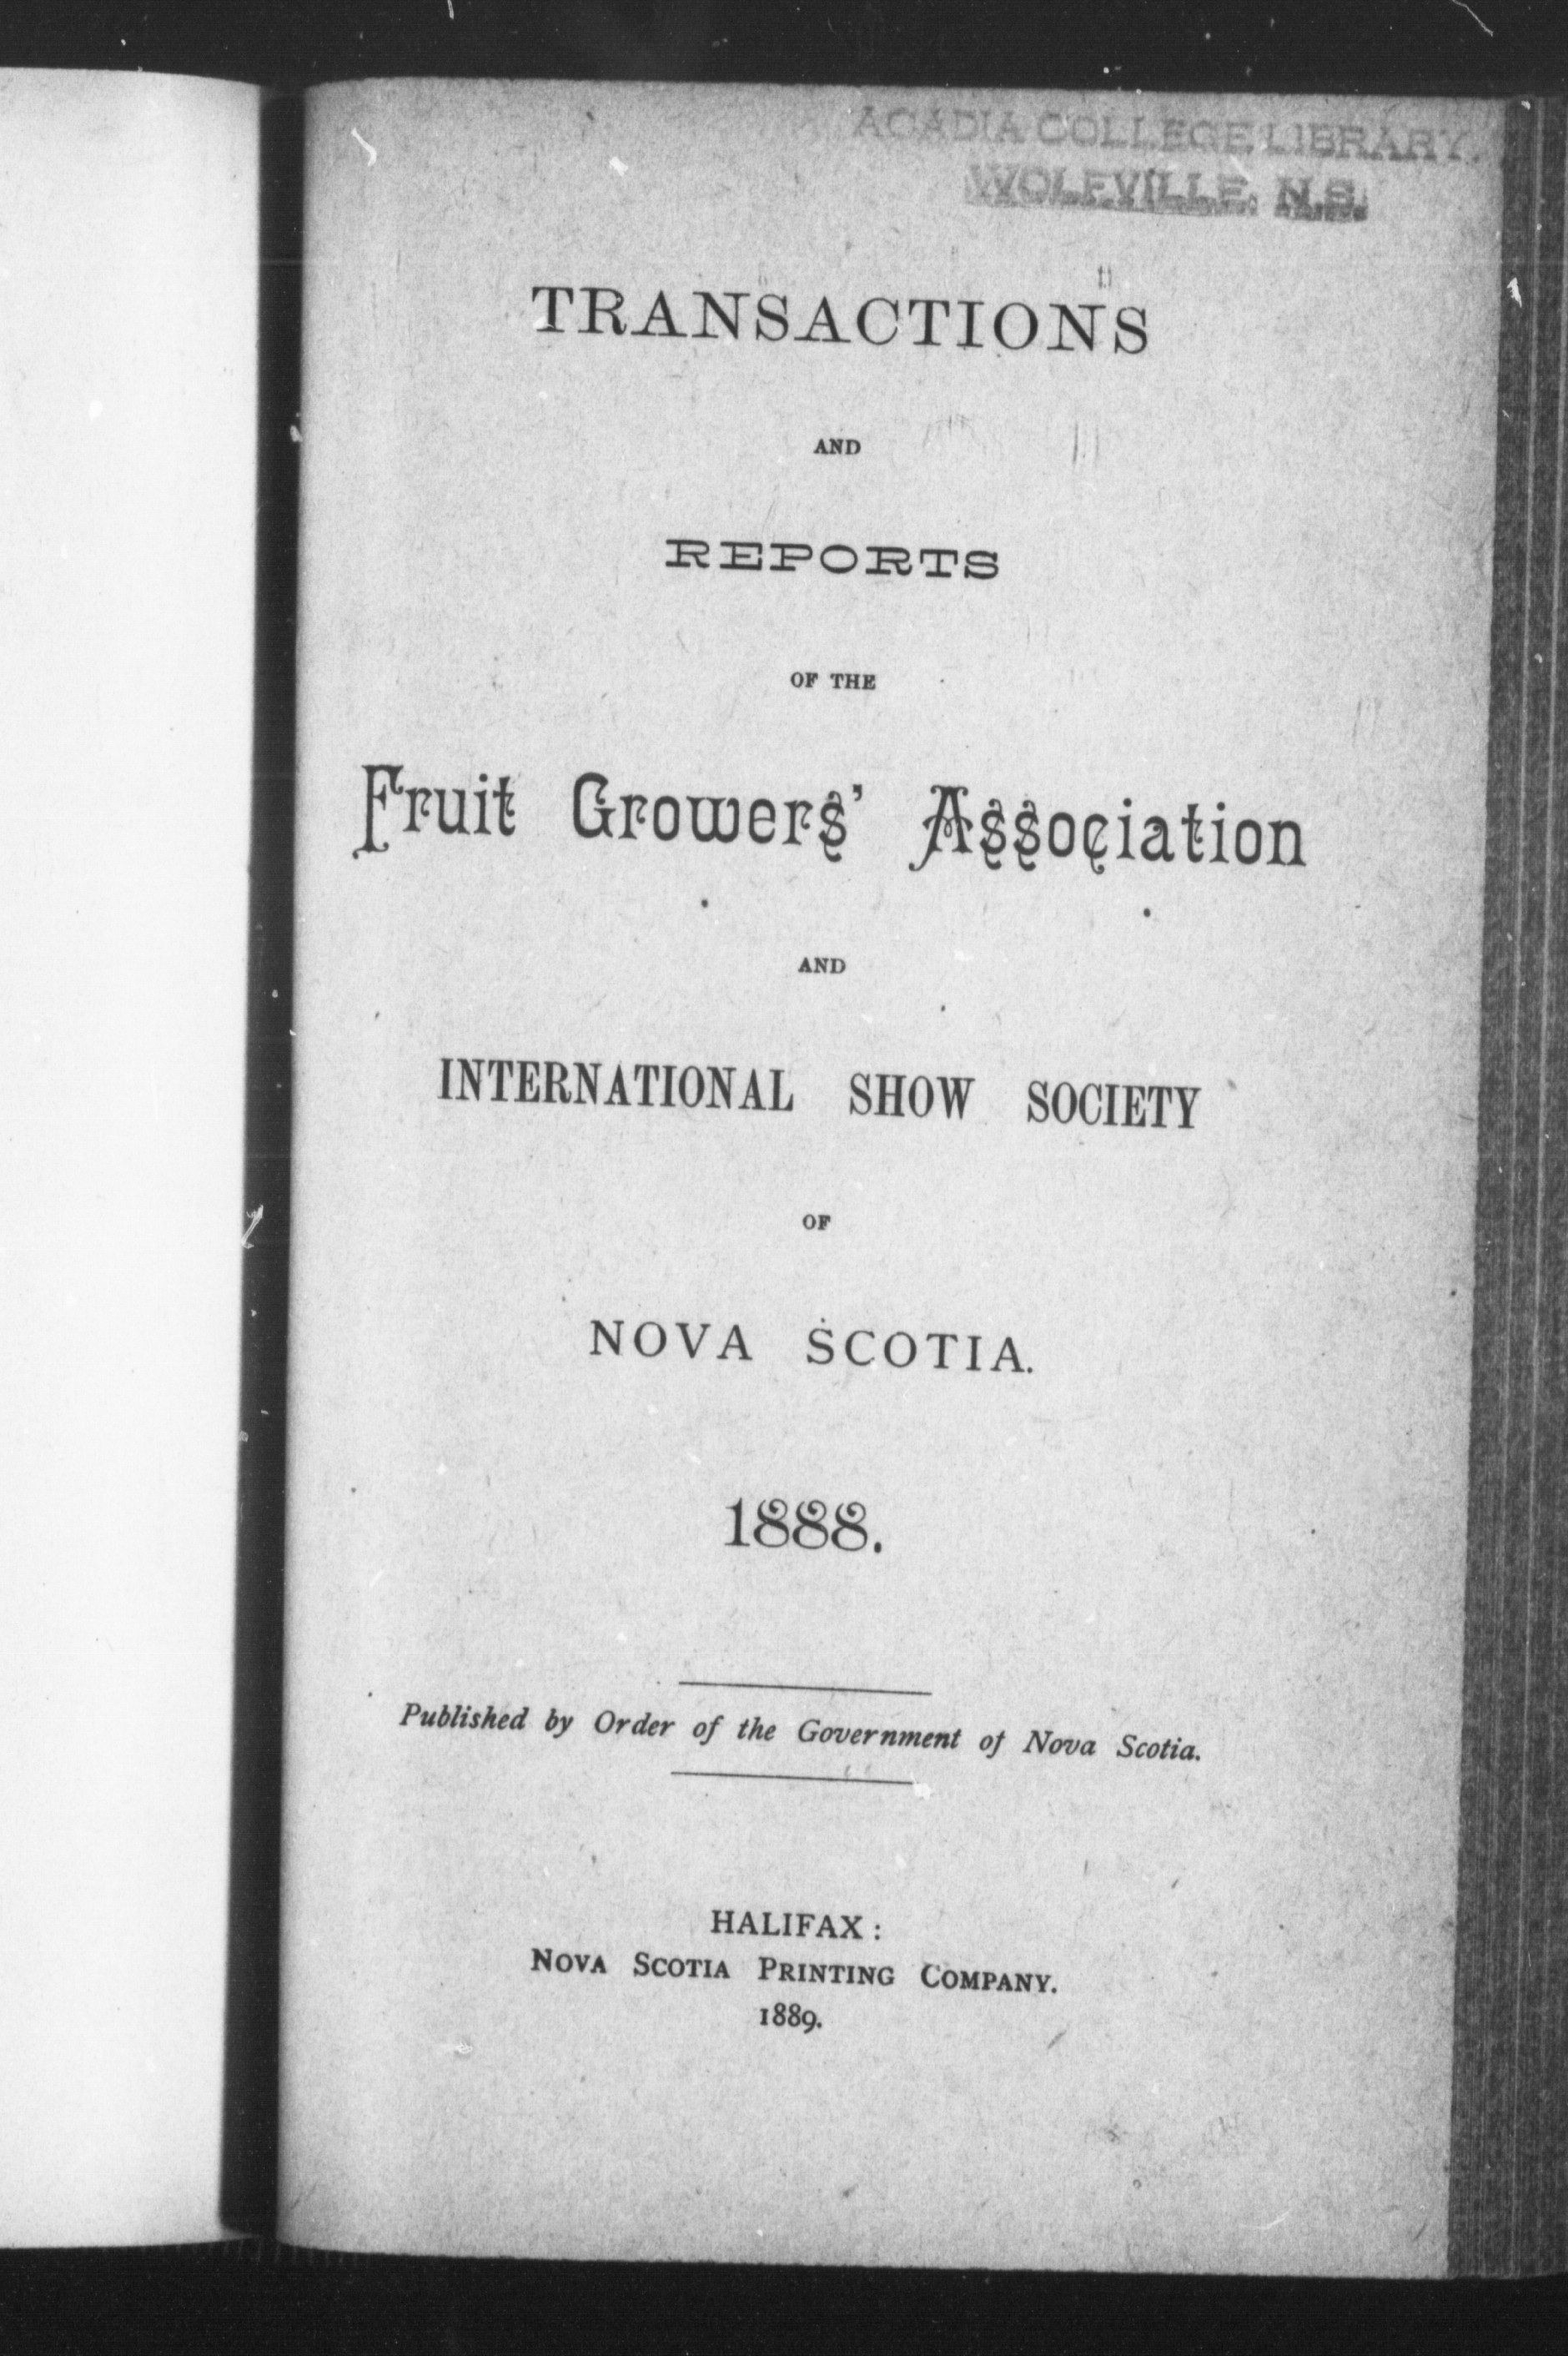 ACADIA COLLEGE LIBRARY.
WOLFVILLE, N.S.
TRANSACTIONS
AND
REPORTS
OF THE
Fruit Growers' Association
AND
INTERNATIONAL SHOW SOCIETY
OF
NOVA SCOTIA.
1888.
Published by Order of the Government of Nova Scotia.
HALIFAX:
NOVA SCOTIA PRINTING COMPANY.
1889.